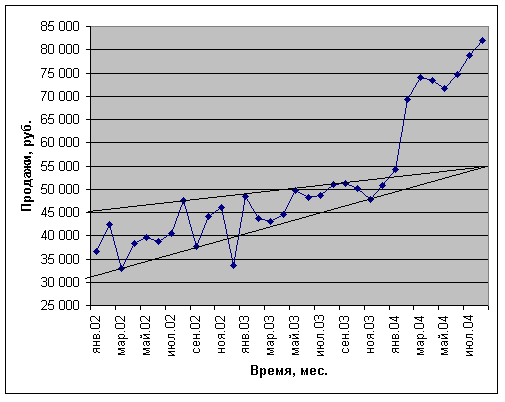 85 000
80 000
75 000
70 000
65 000
60 000
55 000
50 000
45 000
40 000
35 000
30 000
25 000
Продажи, руб.
янв.02
мар.02
май.02
июл.02
сен.02
ноя.02
янв.03
мар.03
май.03
июл.03
сен.03
ноя.03
янв.04
мар.04
май.04
июл.04
Время, мес.